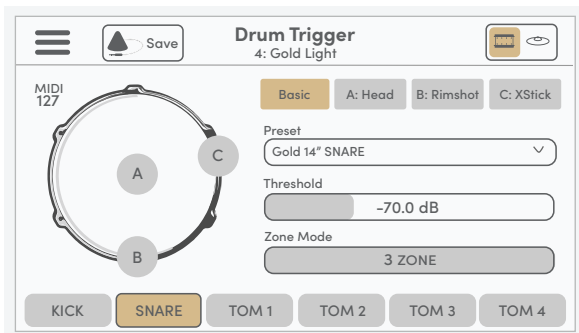 Save
Drum Trigger
4: Gold Light
MIDI
127
Basic
A: Head
B: Rimshot
C: XStick
Preset
Gold 14” SNARE
Threshold
-70.0 dB
Zone Mode
3 ZONE
A
C
B
KICK
SNARE
TOM 1
TOM 2
TOM 3
TOM 4